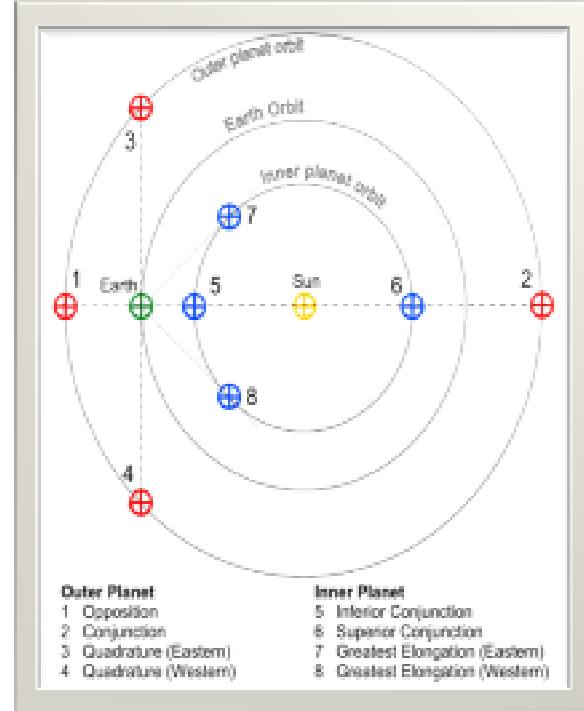 Outer planet orbit
Earth Orbit
Inner planet orbit
3
7
1
Earth
5
Sun
6
2
8
4
Outer Planet
1 Opposition
2 Conjunction
3 Quadrature (Eastern)
4 Quadrature (Western)
Inner Planet
5 Inferior Conjunction
6 Superior Conjunction
7 Greatest Elongation (Eastern)
8 Greatest Elongation (Western)